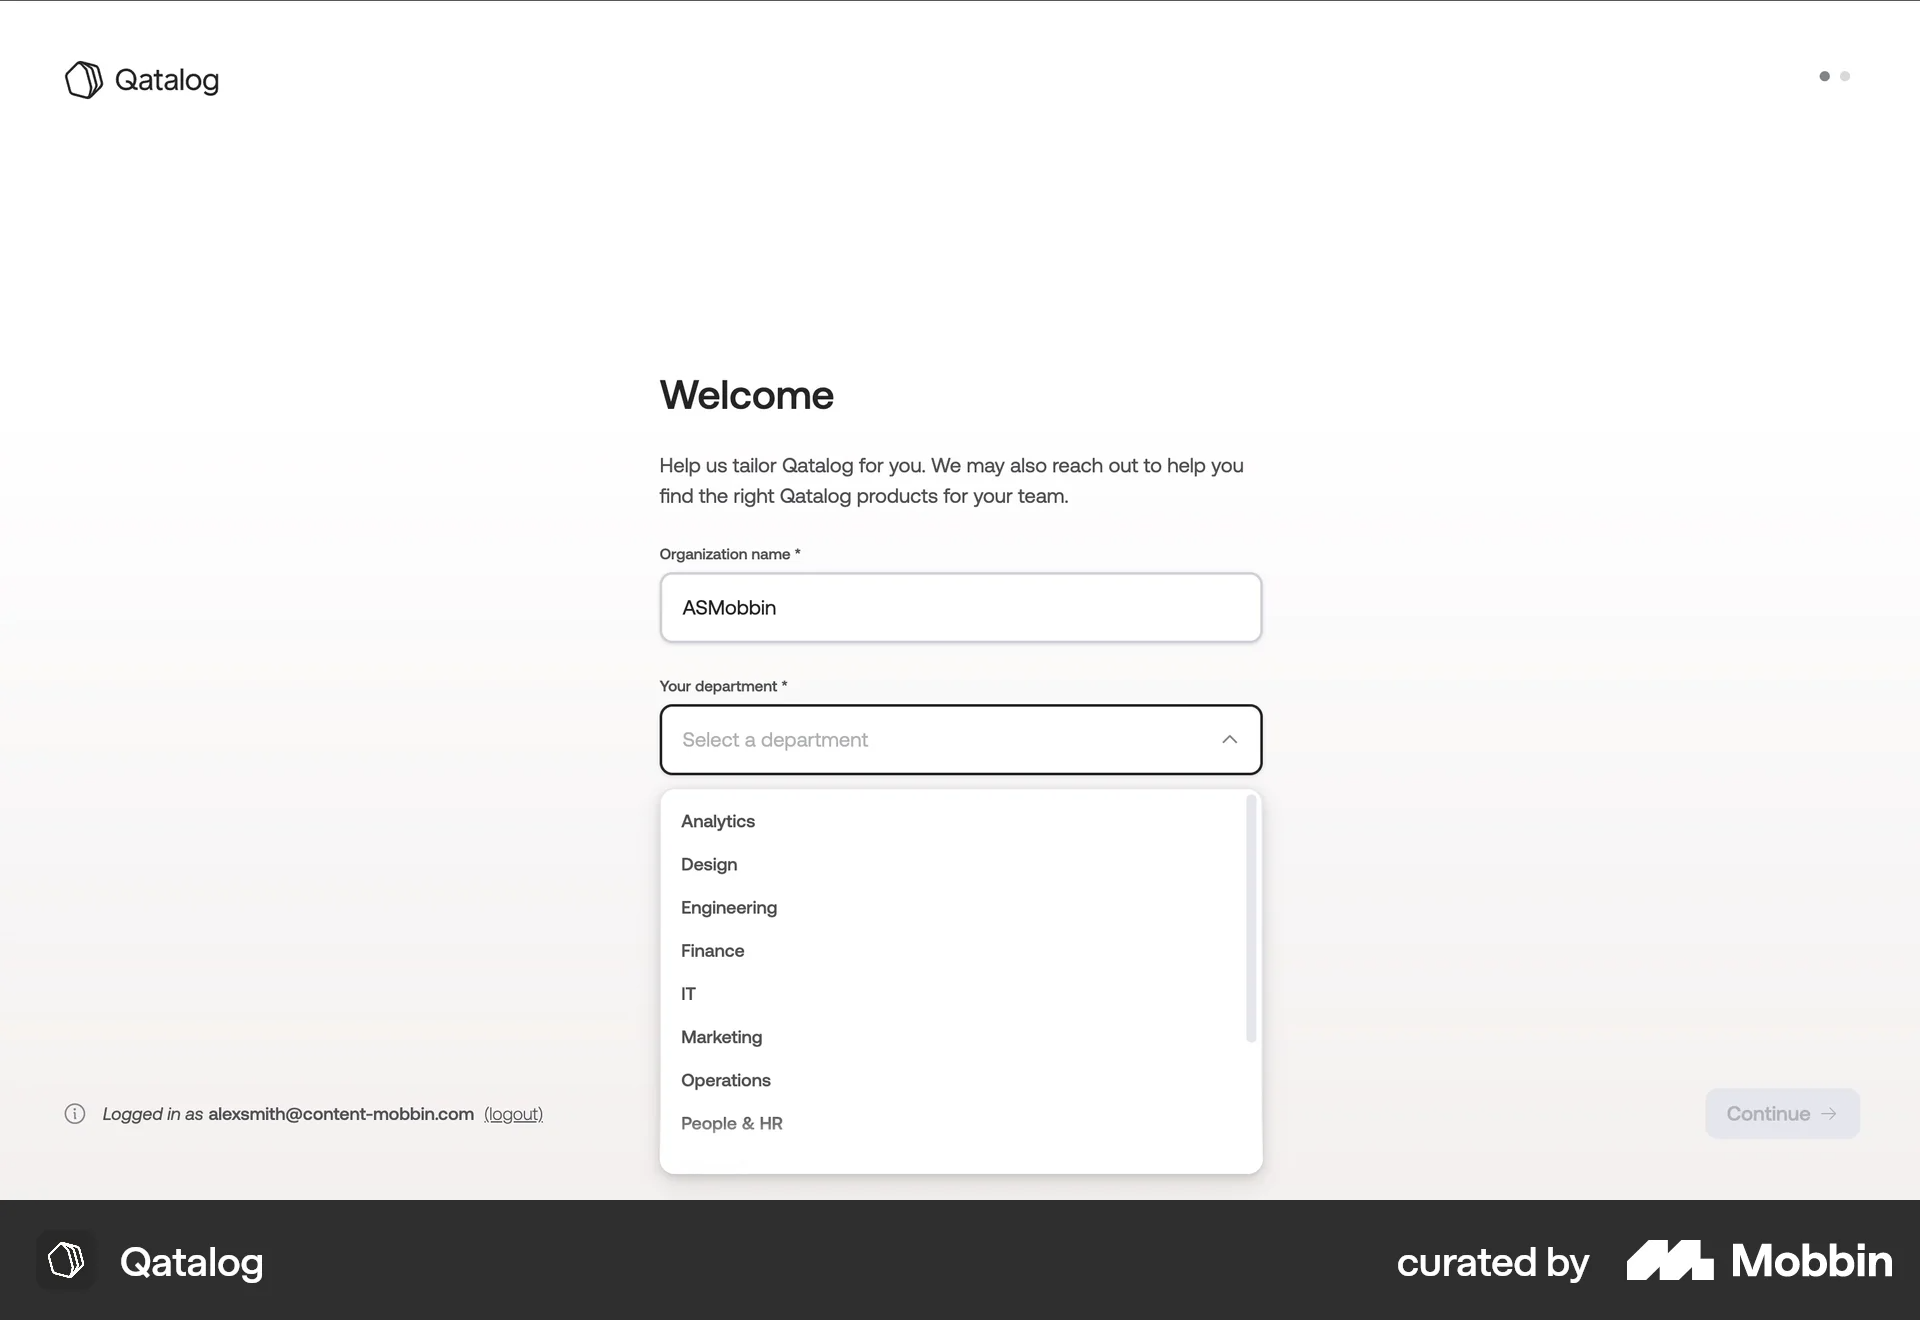 Qatalog
Welcome
Help us tailor Qatalog for you. We may also reach out to help you
find the right Qatalog products for your team.
Organization name *
ASMobbin
Your department *
Select a department
Analytics
Design
Engineering
Finance
IT
Marketing
Operations
People & HR
Logged in as alexsmith@content-mobbin.com (logout)
Continue →
Qatalog
curated by Mobbin